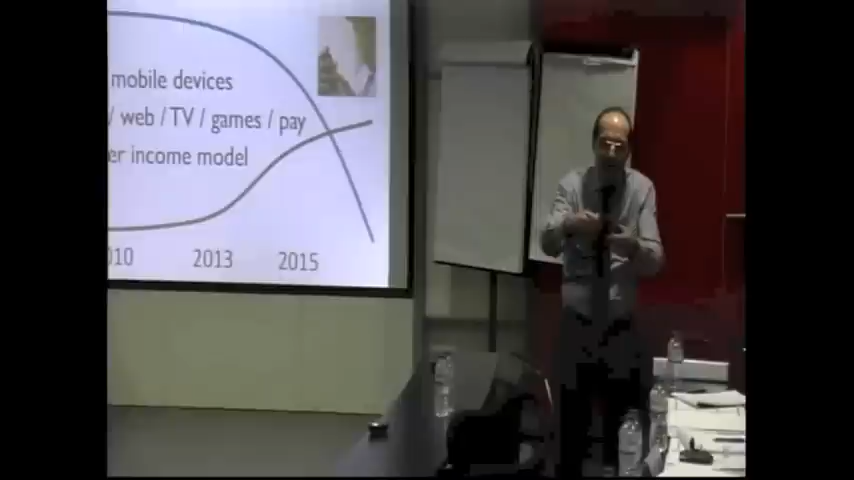 mobile devices
/ web / TV / games / pay
er income model
010 2013 2015